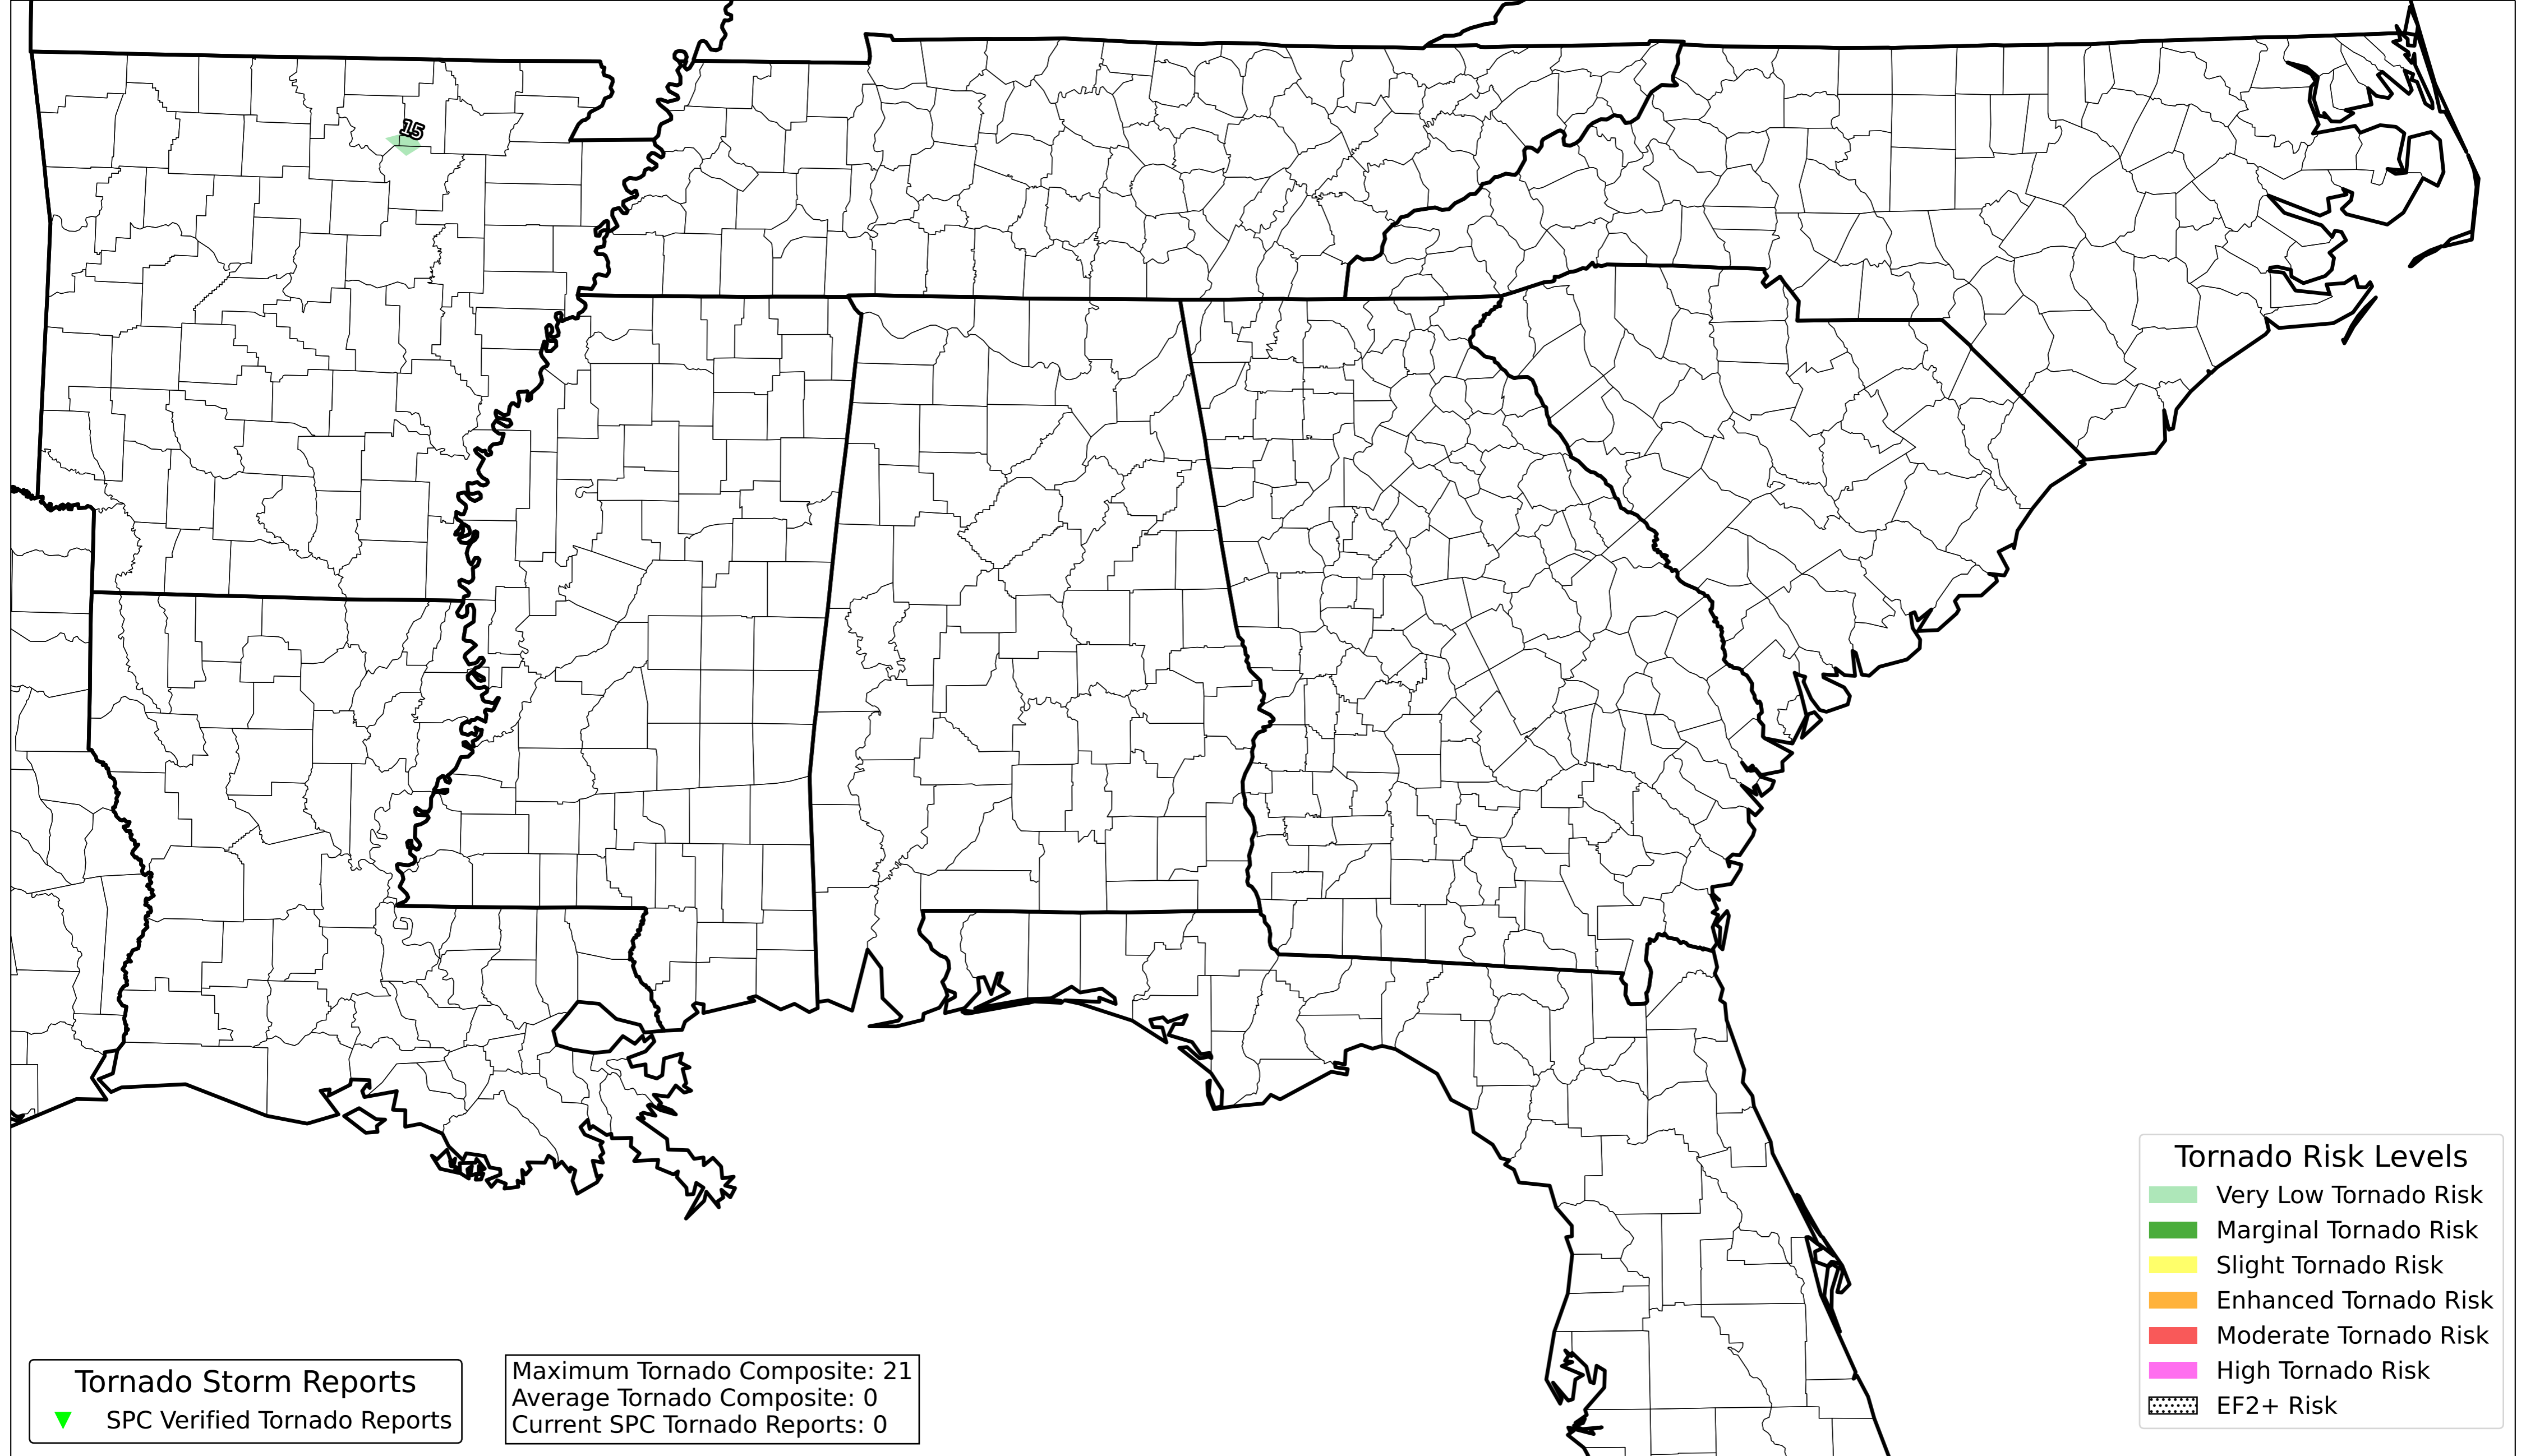 15
Tornado Risk Levels
Very Low Tornado Risk
Marginal Tornado Risk
Slight Tornado Risk
Enhanced Tornado Risk
Moderate Tornado Risk
High Tornado Risk
EF2+ Risk
Tornado Storm Reports
SPC Verified Tornado Reports
Maximum Tornado Composite: 21
Average Tornado Composite: 0
Current SPC Tornado Reports: 0